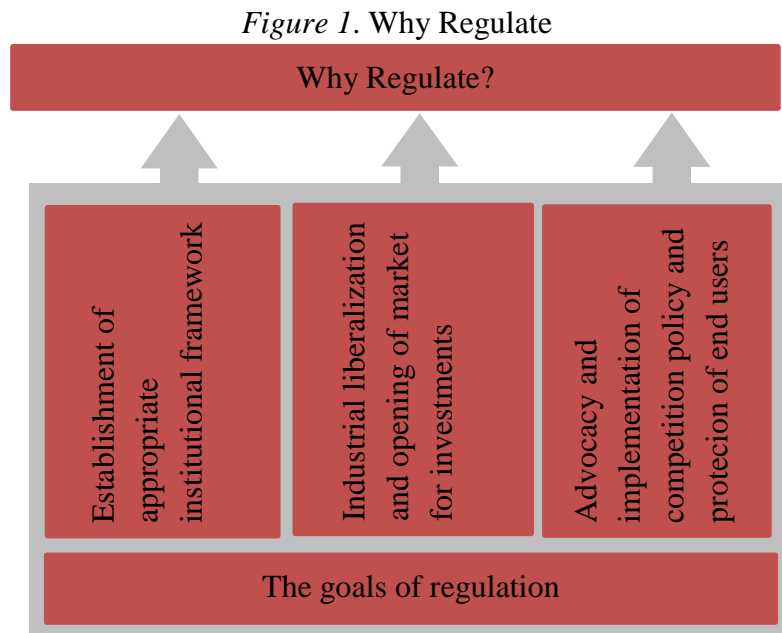 Figure 1. Why Regulate
Why Regulate?
Establishment of
appropriate
institutional framework
Industrial liberalization
and opening of market
for investments
Advocacy and
implementation of
competition policy and
protecion of end users
The goals of regulation